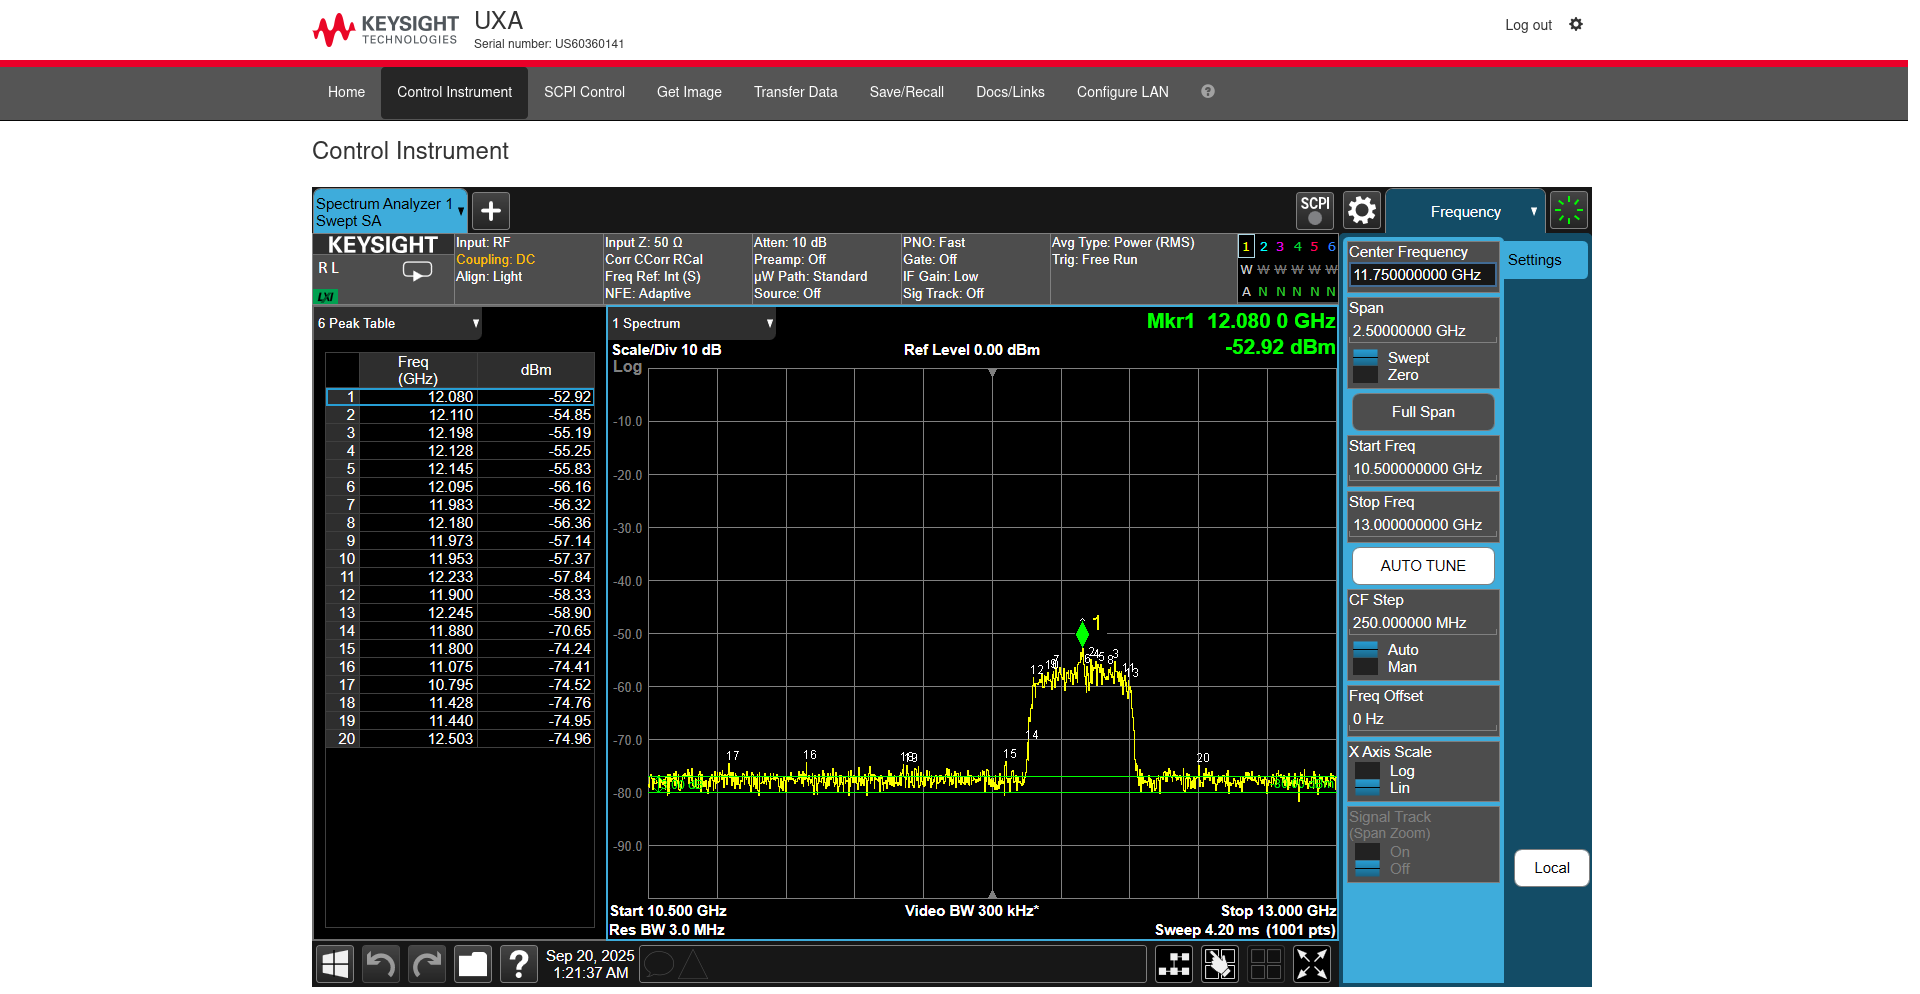 KEYSIGHT
TECHNOLOGIES
UXA
Serial number: US60360141
Log out
Home
Control Instrument
SCPI Control
Get Image
Transfer Data
Save/Recall
Docs/Links
Configure LAN
?
Control Instrument
Spectrum Analyzer 1
Swept SA
SCPI
Frequency
KEYSIGHT
R L
LXI
Input: RF
Coupling: DC
Align: Light
Input Z: 50 Ω
Corr CCorr RCal
Freq Ref: Int (S)
NFE: Adaptive
Atten: 10 dB
Preamp: Off
µW Path: Standard
Source: Off
PNO: Fast
Gate: Off
IF Gain: Low
Sig Track: Off
Avg Type: Power (RMS)
Trig: Free Run
1 2 3 4 5 6
W W W W W W
A N N N N N
6 Peak Table
Freq
(GHz)
dBm
1 12.080 -52.92
2 12.110 -54.85
3 12.198 -55.19
4 12.128 -55.25
5 12.145 -55.83
6 12.095 -56.16
7 11.983 -56.32
8 12.180 -56.36
9 11.973 -57.14
10 11.953 -57.37
11 12.233 -57.84
12 11.900 -58.33
13 12.245 -58.90
14 11.880 -70.65
15 11.800 -74.24
16 11.075 -74.41
17 10.795 -74.52
18 11.428 -74.76
19 11.440 -74.95
20 12.503 -74.96
1 Spectrum
Mkr1 12.080 0 GHz
-52.92 dBm
Scale/Div 10 dB
Ref Level 0.00 dBm
Log
-10.0
-20.0
-30.0
-40.0
-50.0
-60.0
-70.0
-80.0
-90.0
1
17
16
15
14
12
20
Start 10.500 GHz
Video BW 300 kHz*
Stop 13.000 GHz
Res BW 3.0 MHz
Sweep 4.20 ms (1001 pts)
Center Frequency
11.750000000 GHz
Settings
Span
2.50000000 GHz
Swept
Zero
Full Span
Start Freq
10.500000000 GHz
Stop Freq
13.000000000 GHz
AUTO TUNE
CF Step
250.000000 MHz
Auto
Man
Freq Offset
0 Hz
X Axis Scale
Log
Lin
Signal Track
(Span Zoom)
On
Off
Local
?
Sep 20, 2025
1:21:37 AM